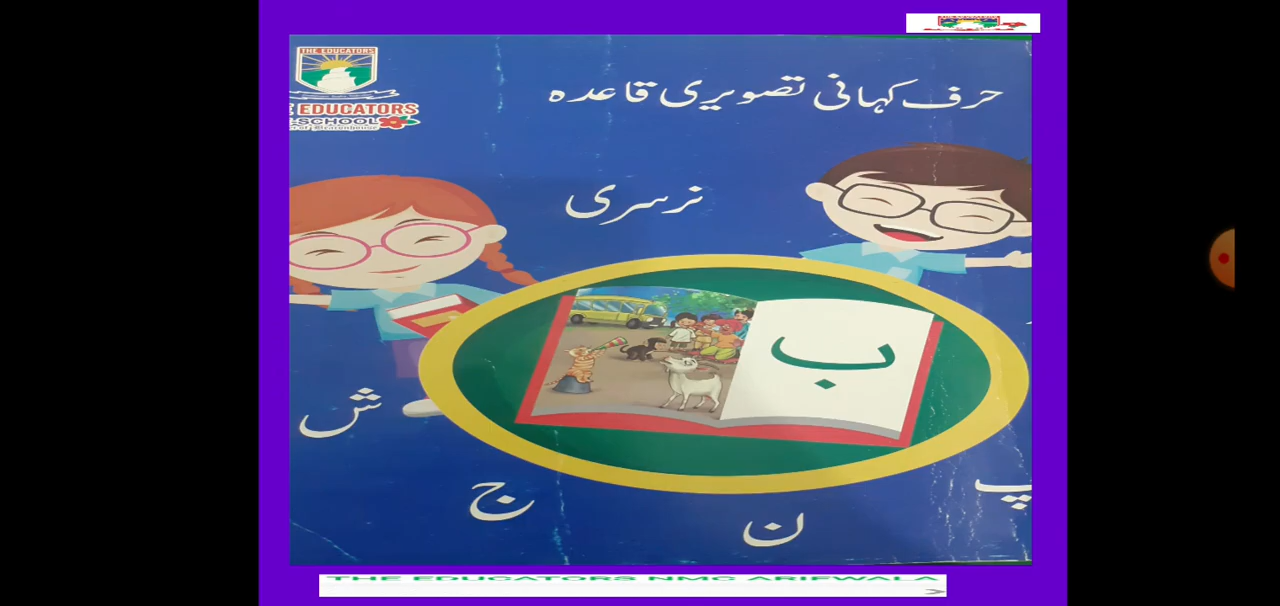 THE EDUCATORS
EDUCATORS
SCHOOL
حرف کہانی تصویری قاعدہ
نرسری
ب
ش
ج
ن
پ
THE EDUCATORS NMC ARIFWALA